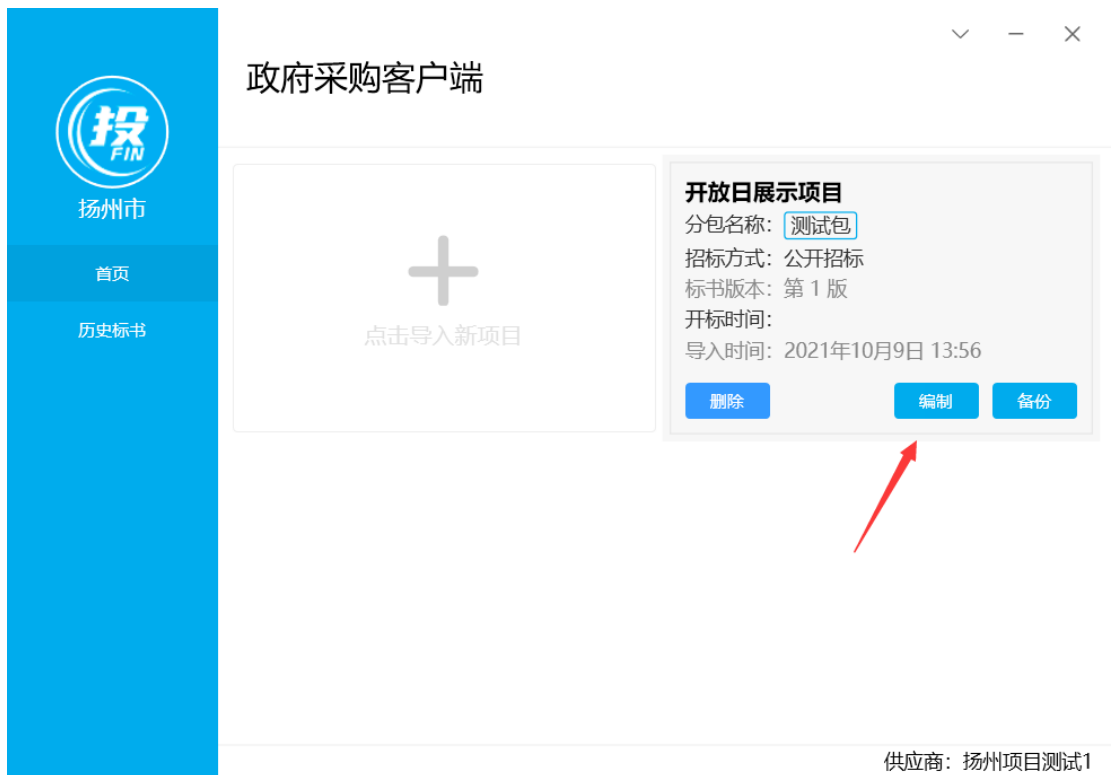 政府采购客户端
投
FIN
扬州市
首页
历史标书
点击导入新项目
开放日展示项目
分包名称： 测试包
招标方式：公开招标
标书版本：第 1 版
开标时间：
导入时间：2021年10月9日 13:56
删除 编制 备份
供应商：扬州项目测试1